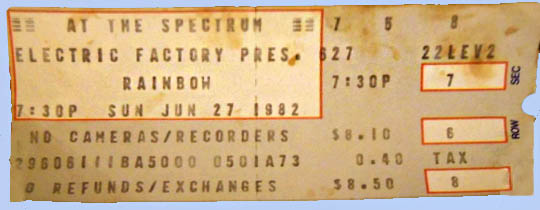 AT THE SPECTRUM 7 5 8
ELECTRIC FACTORY PRES. 627 22LEV2
RAINBOW 7:30P 7 SEC
7:30P SUN JUN 27 1982
NO CAMERAS/RECORDERS $8.10 6 ROW
29606111BA5000 0501A73 0.40 TAX
O REFUNDS/EXCHANGES $8.50 8